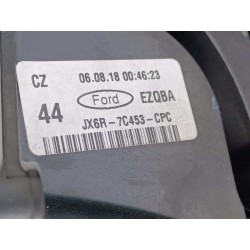 CZ 06.08.18 00:46:23
44 Ford EZQBA
JX6R-7C453-CPC